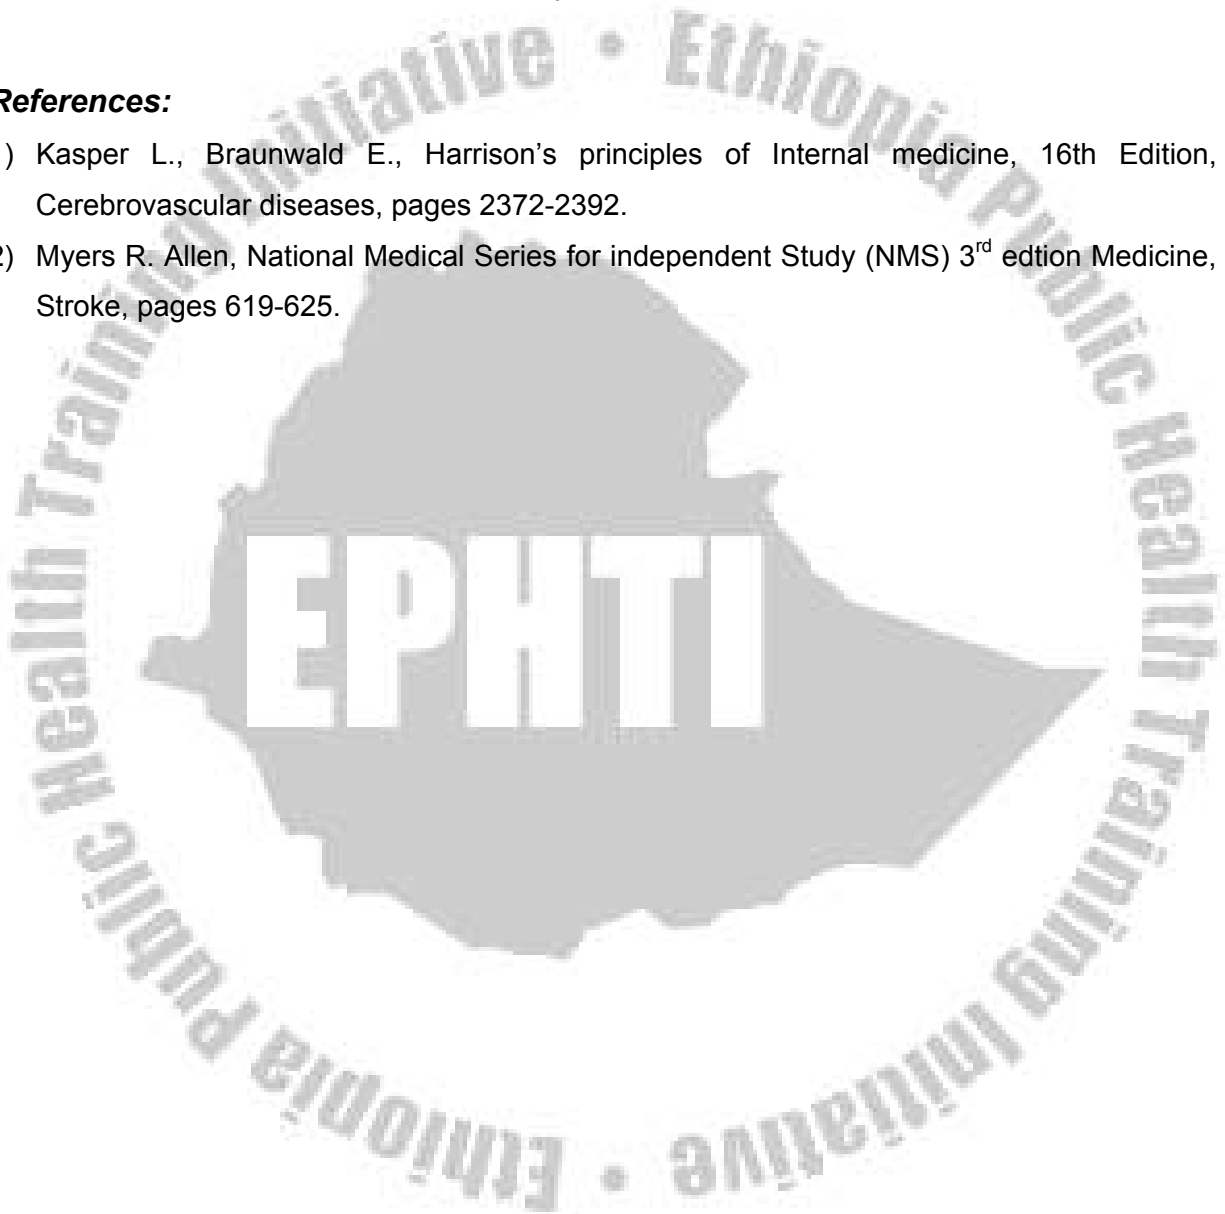 References:
) Kasper L., Braunwald E., Harrison’s principles of Internal medicine, 16th Edition,
Cerebrovascular diseases, pages 2372-2392.
2) Myers R. Allen, National Medical Series for independent Study (NMS) 3rd edtion Medicine,
Stroke, pages 619-625.
Ethiopia Public Health Training Initiative • Ethiopia Public Health Training Initiative •
EPHTI